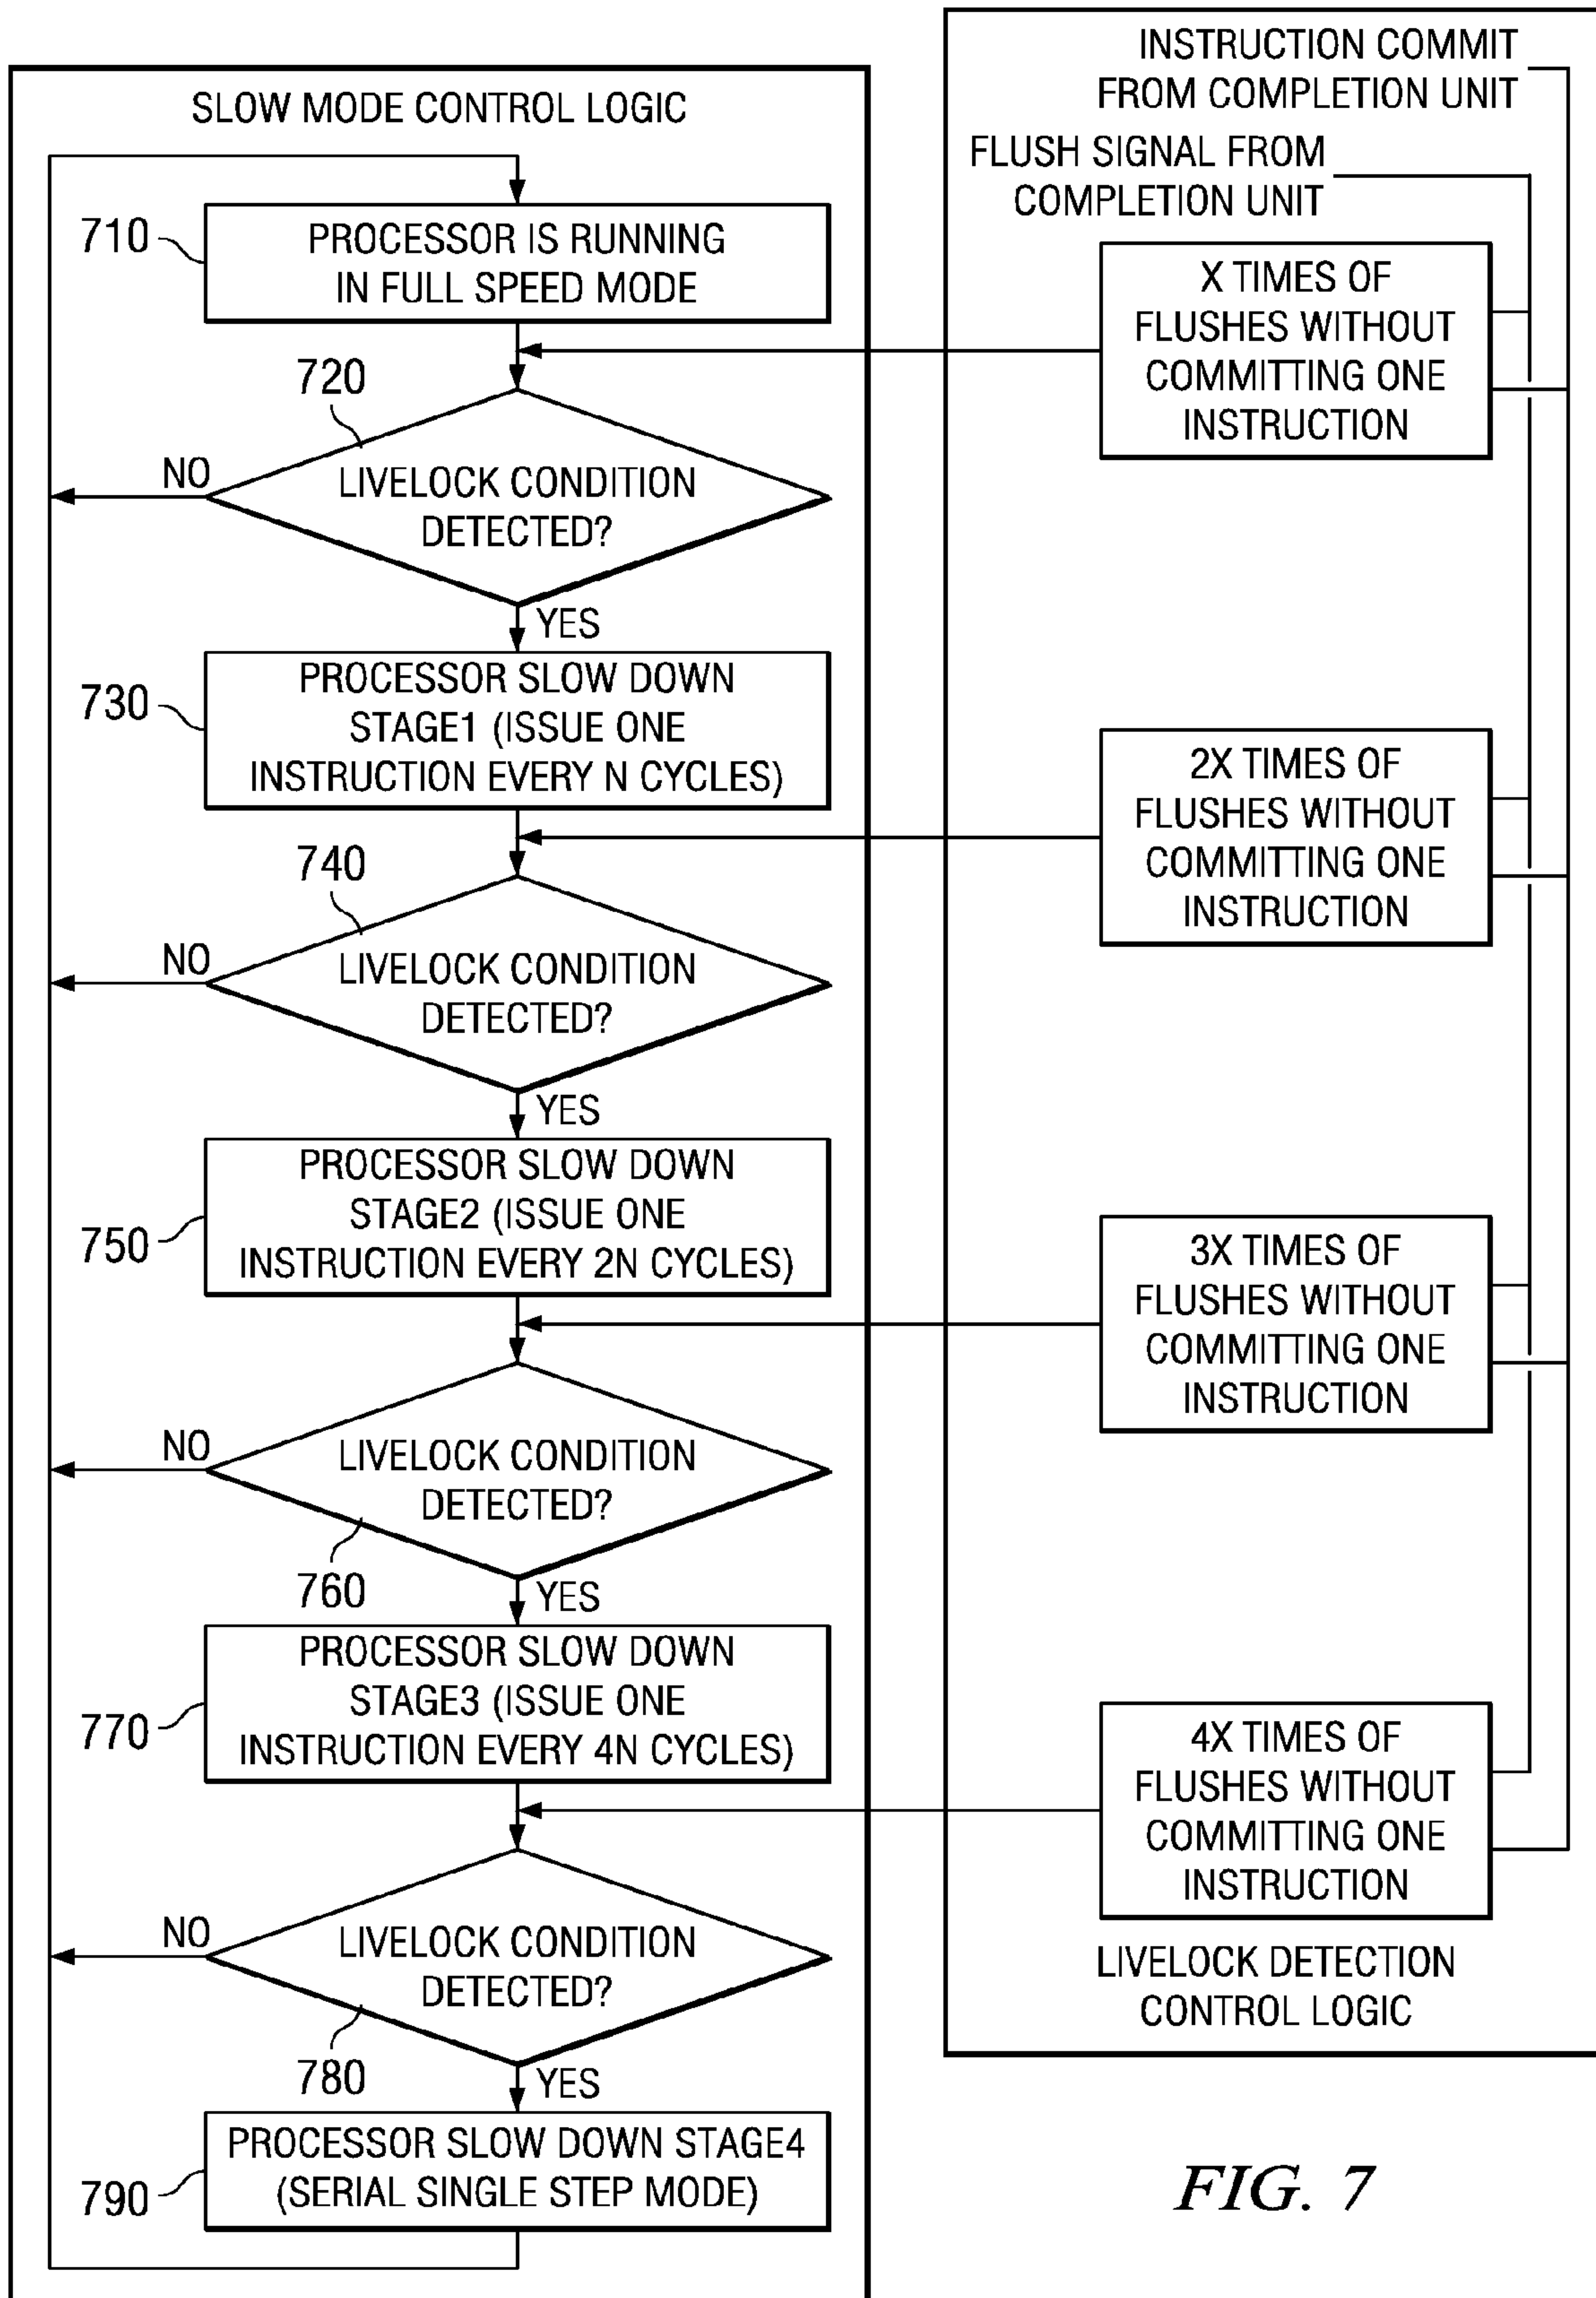 SLOW MODE CONTROL LOGIC
710
PROCESSOR IS RUNNING
IN FULL SPEED MODE
720
LIVELOCK CONDITION
DETECTED?
NO
YES
730
PROCESSOR SLOW DOWN
STAGE1 (ISSUE ONE
INSTRUCTION EVERY N CYCLES)
740
LIVELOCK CONDITION
DETECTED?
NO
YES
750
PROCESSOR SLOW DOWN
STAGE2 (ISSUE ONE
INSTRUCTION EVERY 2N CYCLES)
LIVELOCK CONDITION
DETECTED?
NO
760
YES
770
PROCESSOR SLOW DOWN
STAGE3 (ISSUE ONE
INSTRUCTION EVERY 4N CYCLES)
LIVELOCK CONDITION
DETECTED?
NO
780
YES
790
PROCESSOR SLOW DOWN STAGE4
(SERIAL SINGLE STEP MODE)
INSTRUCTION COMMIT
FROM COMPLETION UNIT
FLUSH SIGNAL FROM
COMPLETION UNIT
X TIMES OF
FLUSHES WITHOUT
COMMITTING ONE
INSTRUCTION
2X TIMES OF
FLUSHES WITHOUT
COMMITTING ONE
INSTRUCTION
3X TIMES OF
FLUSHES WITHOUT
COMMITTING ONE
INSTRUCTION
4X TIMES OF
FLUSHES WITHOUT
COMMITTING ONE
INSTRUCTION
LIVELOCK DETECTION
CONTROL LOGIC
FIG. 7